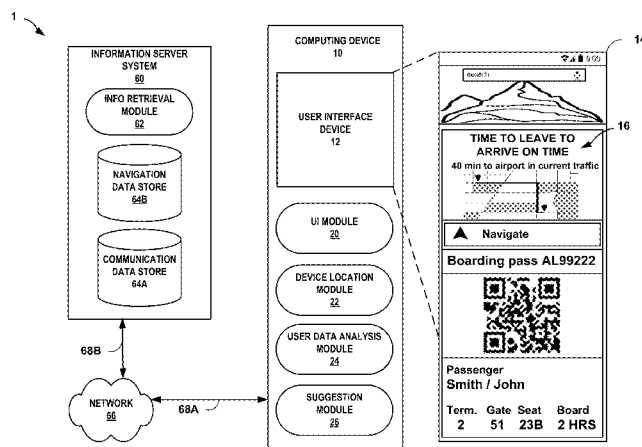 1
INFORMATION SERVER
SYSTEM
60
INFO RETRIEVAL
MODULE
62
NAVIGATION
DATA STORE
64B
COMMUNICATION
DATA STORE
64A
68B
NETWORK
66
68A
COMPUTING DEVICE
10
USER INTERFACE
DEVICE
12
UI MODULE
20
DEVICE LOCATION
MODULE
22
USER DATA ANALYSIS
MODULE
24
SUGGESTION
MODULE
26
14
search
TIME TO LEAVE TO
ARRIVE ON TIME
16
40 min to airport in current traffic
Navigate
Boarding pass AL99222
Passenger
Smith / John
Term. Gate Seat Board
2 51 23B 2 HRS